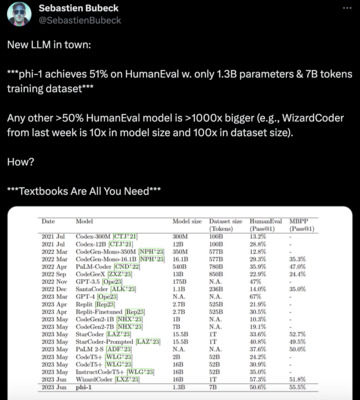 Sebastien Bubeck
@SebastienBubeck
New LLM in town:
***phi-1 achieves 51% on HumanEval w. only 1.3B parameters & 7B tokens
training dataset***
Any other >50% HumanEval model is >1000x bigger (e.g., WizardCoder
from last week is 10x in model size and 100x in dataset size).
How?
***Textbooks Are All You Need***
Date Model Model size Dataset size HumanEval MBPP
(Tokens) (Pass@1) (Pass@1)
2021 Jul Codex-300M [CTJ+21] 300M 100B 13.2% -
2021 Jul Codex-12B [CTJ+21] 12B 100B 28.8% -
2022 Mar CodeGen-Mono-350M [NPH+22] 350M 577B 12.8% -
2022 Mar CodeGen-Mono-16.1B [NPH+22] 16.1B 577B 29.3% 35.3%
2022 Apr PaLM-Coder [CND+22] 540B 780B 35.9% 47.0%
2022 Sep CodeGeeX [ZXZ+23] 13B 850B 22.9% 24.4%
2022 Nov GPT-3.5 [Ope23] 175B N.A. 47% -
2022 Dec SantaCoder [ALK+23] 1.1B 236B 14.0% 35.0%
2023 Mar GPT-4 [Ope23] N.A. N.A. 67% -
2023 Apr Replit [Rep23] 2.7B 525B 21.9% -
2023 Apr Replit-Finetuned [Rep23] 2.7B 525B 30.5% -
2023 May CodeGen2-1B [NHX+23] 1B N.A. 10.3% -
2023 May CodeGen2-7B [NHX+23] 7B N.A. 19.1% -
2023 May StarCoder [LAZ+23] 15.5B 1T 33.6% 52.7%
2023 May StarCoder-Prompted [LAZ+23] 15.5B 1T 40.8% 49.5%
2023 May PaLM 2-S [ADF+23] N.A. N.A. 37.6% 50.0%
2023 May CodeT5+ [WLG+23] 2B 52B 24.2% -
2023 May CodeT5+ [WLG+23] 16B 52B 30.9% -
2023 May InstructCodeT5+ [WLG+23] 16B 52B 35.0% -
2023 Jun WizardCoder [LXZ+23] 16B 1T 57.3% 51.8%
2023 Jun phi-1 1.3B 7B 50.6% 55.5%